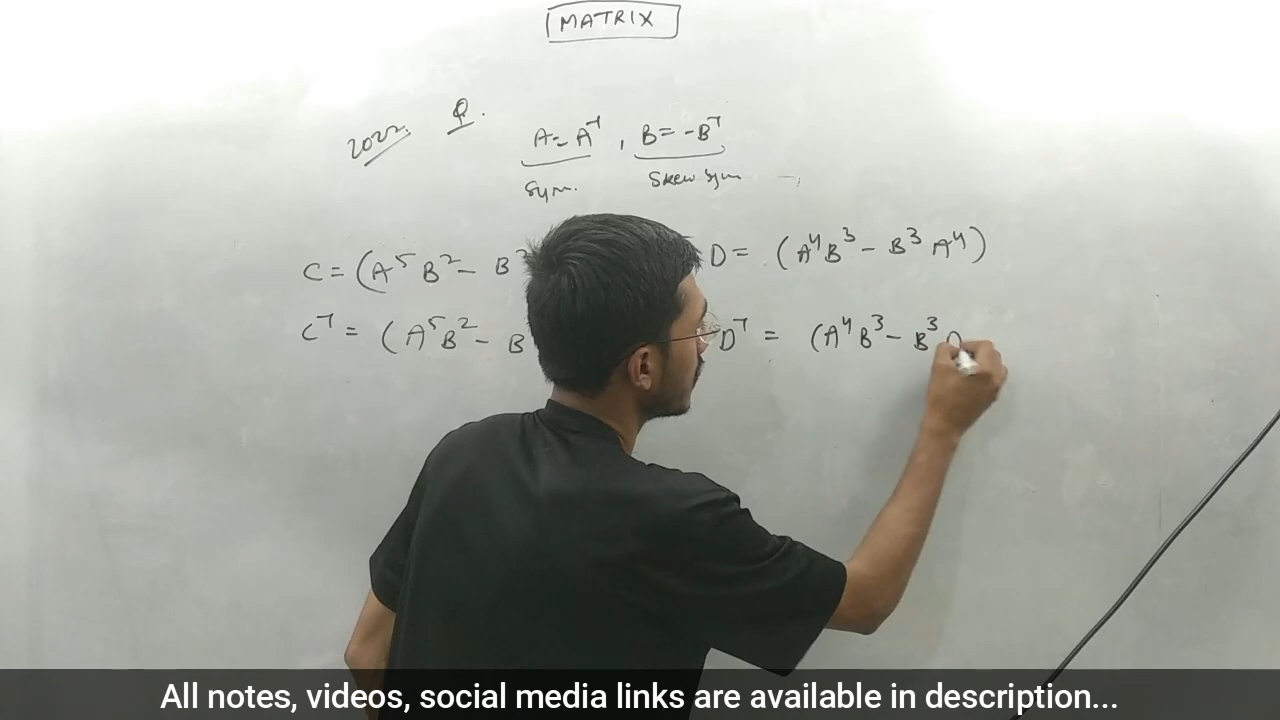 MATRIX
2022. Q.
A = A^T , B = -B^T
Sym. Skew Sym
C = (A^5 B^2 - B D = (A^4 B^3 - B^3 A^4)
C^T = (A^5 B^2 - B D^T = (A^4 B^3 - B^3
All notes, videos, social media links are available in description...